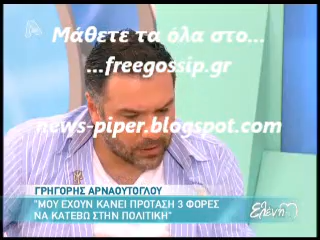 Μάθετε τα όλα στο...
...freegossip.gr
news-piper.blogspot.com
ΓΡΗΓΟΡΗΣ ΑΡΝΑΟΥΤΟΓΛΟΥ
"ΜΟΥ ΕΧΟΥΝ ΚΑΝΕΙ ΠΡΟΤΑΣΗ 3 ΦΟΡΕΣ
ΝΑ ΚΑΤΕΒΩ ΣΤΗΝ ΠΟΛΙΤΙΚΗ"
Ελένη